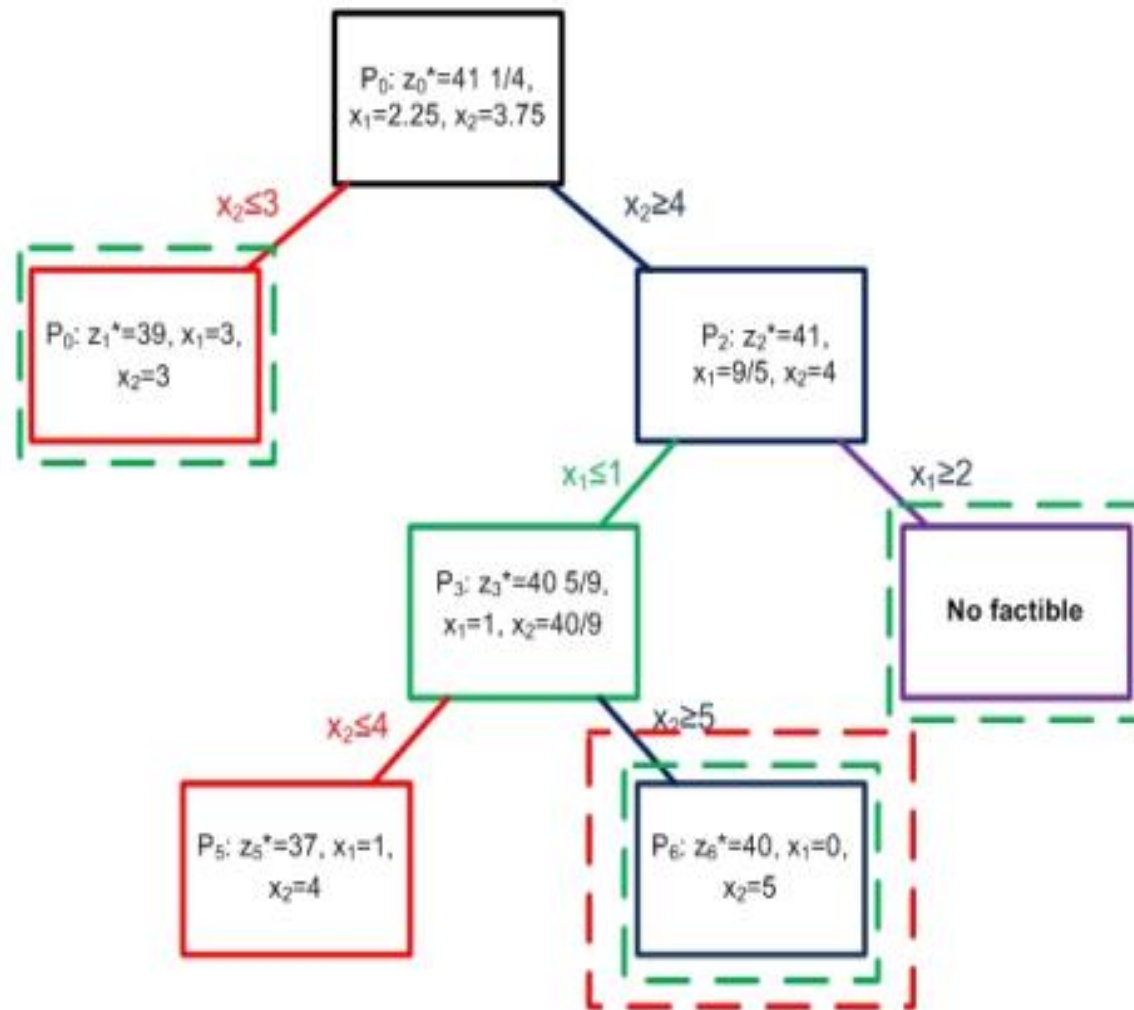 P₀: z₀*=41 1/4,
x₁=2.25, x₂=3.75
x₂≤3
x₂≥4
P₀: z₁*=39, x₁=3,
x₂=3
P₂: z₂*=41,
x₁=9/5, x₂=4
x₁≤1
x₁≥2
P₃: z₃*=40 5/9,
x₁=1, x₂=40/9
No factible
x₂≤4
x₂≥5
P₅: z₅*=37, x₁=1,
x₂=4
P₆: z₆*=40, x₁=0,
x₂=5